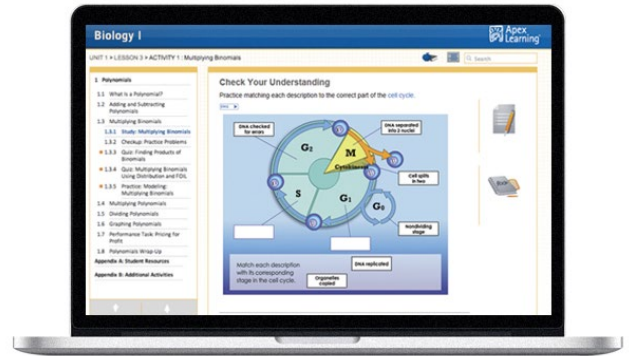 Biology I
Apex
Learning
UNIT 1 > LESSON 3 > ACTIVITY 1 : Multiplying Binomials
Search
1 Polynomials
1.1 What Is a Polynomial?
1.2 Adding and Subtracting
Polynomials
1.3 Multiplying Binomials
1.3.1 Study: Multiplying Binomials
1.3.2 Checkup: Practice Problems
1.3.3 Quiz: Finding Products of
Binomials
1.3.4 Quiz: Multiplying Binomials
Using Distribution and FOIL
1.3.5 Practice: Modeling:
Multiplying Binomials
1.4 Multiplying Polynomials
1.5 Dividing Polynomials
1.6 Graphing Polynomials
1.7 Performance Task: Pricing for
Profit
1.8 Polynomials Wrap-Up
Appendix A: Student Resources
Appendix B: Additional Activities
Check Your Understanding
Practice matching each description to the correct part of the cell cycle.
DNA checked
for errors
DNA separated
into 2 nuclei
G2
M
Cytokinesis
Cell splits
in two
S
G1
G0
Nondividing
stage
Match each description
with its corresponding
stage in the cell cycle.
DNA replicated
Organelles
copied